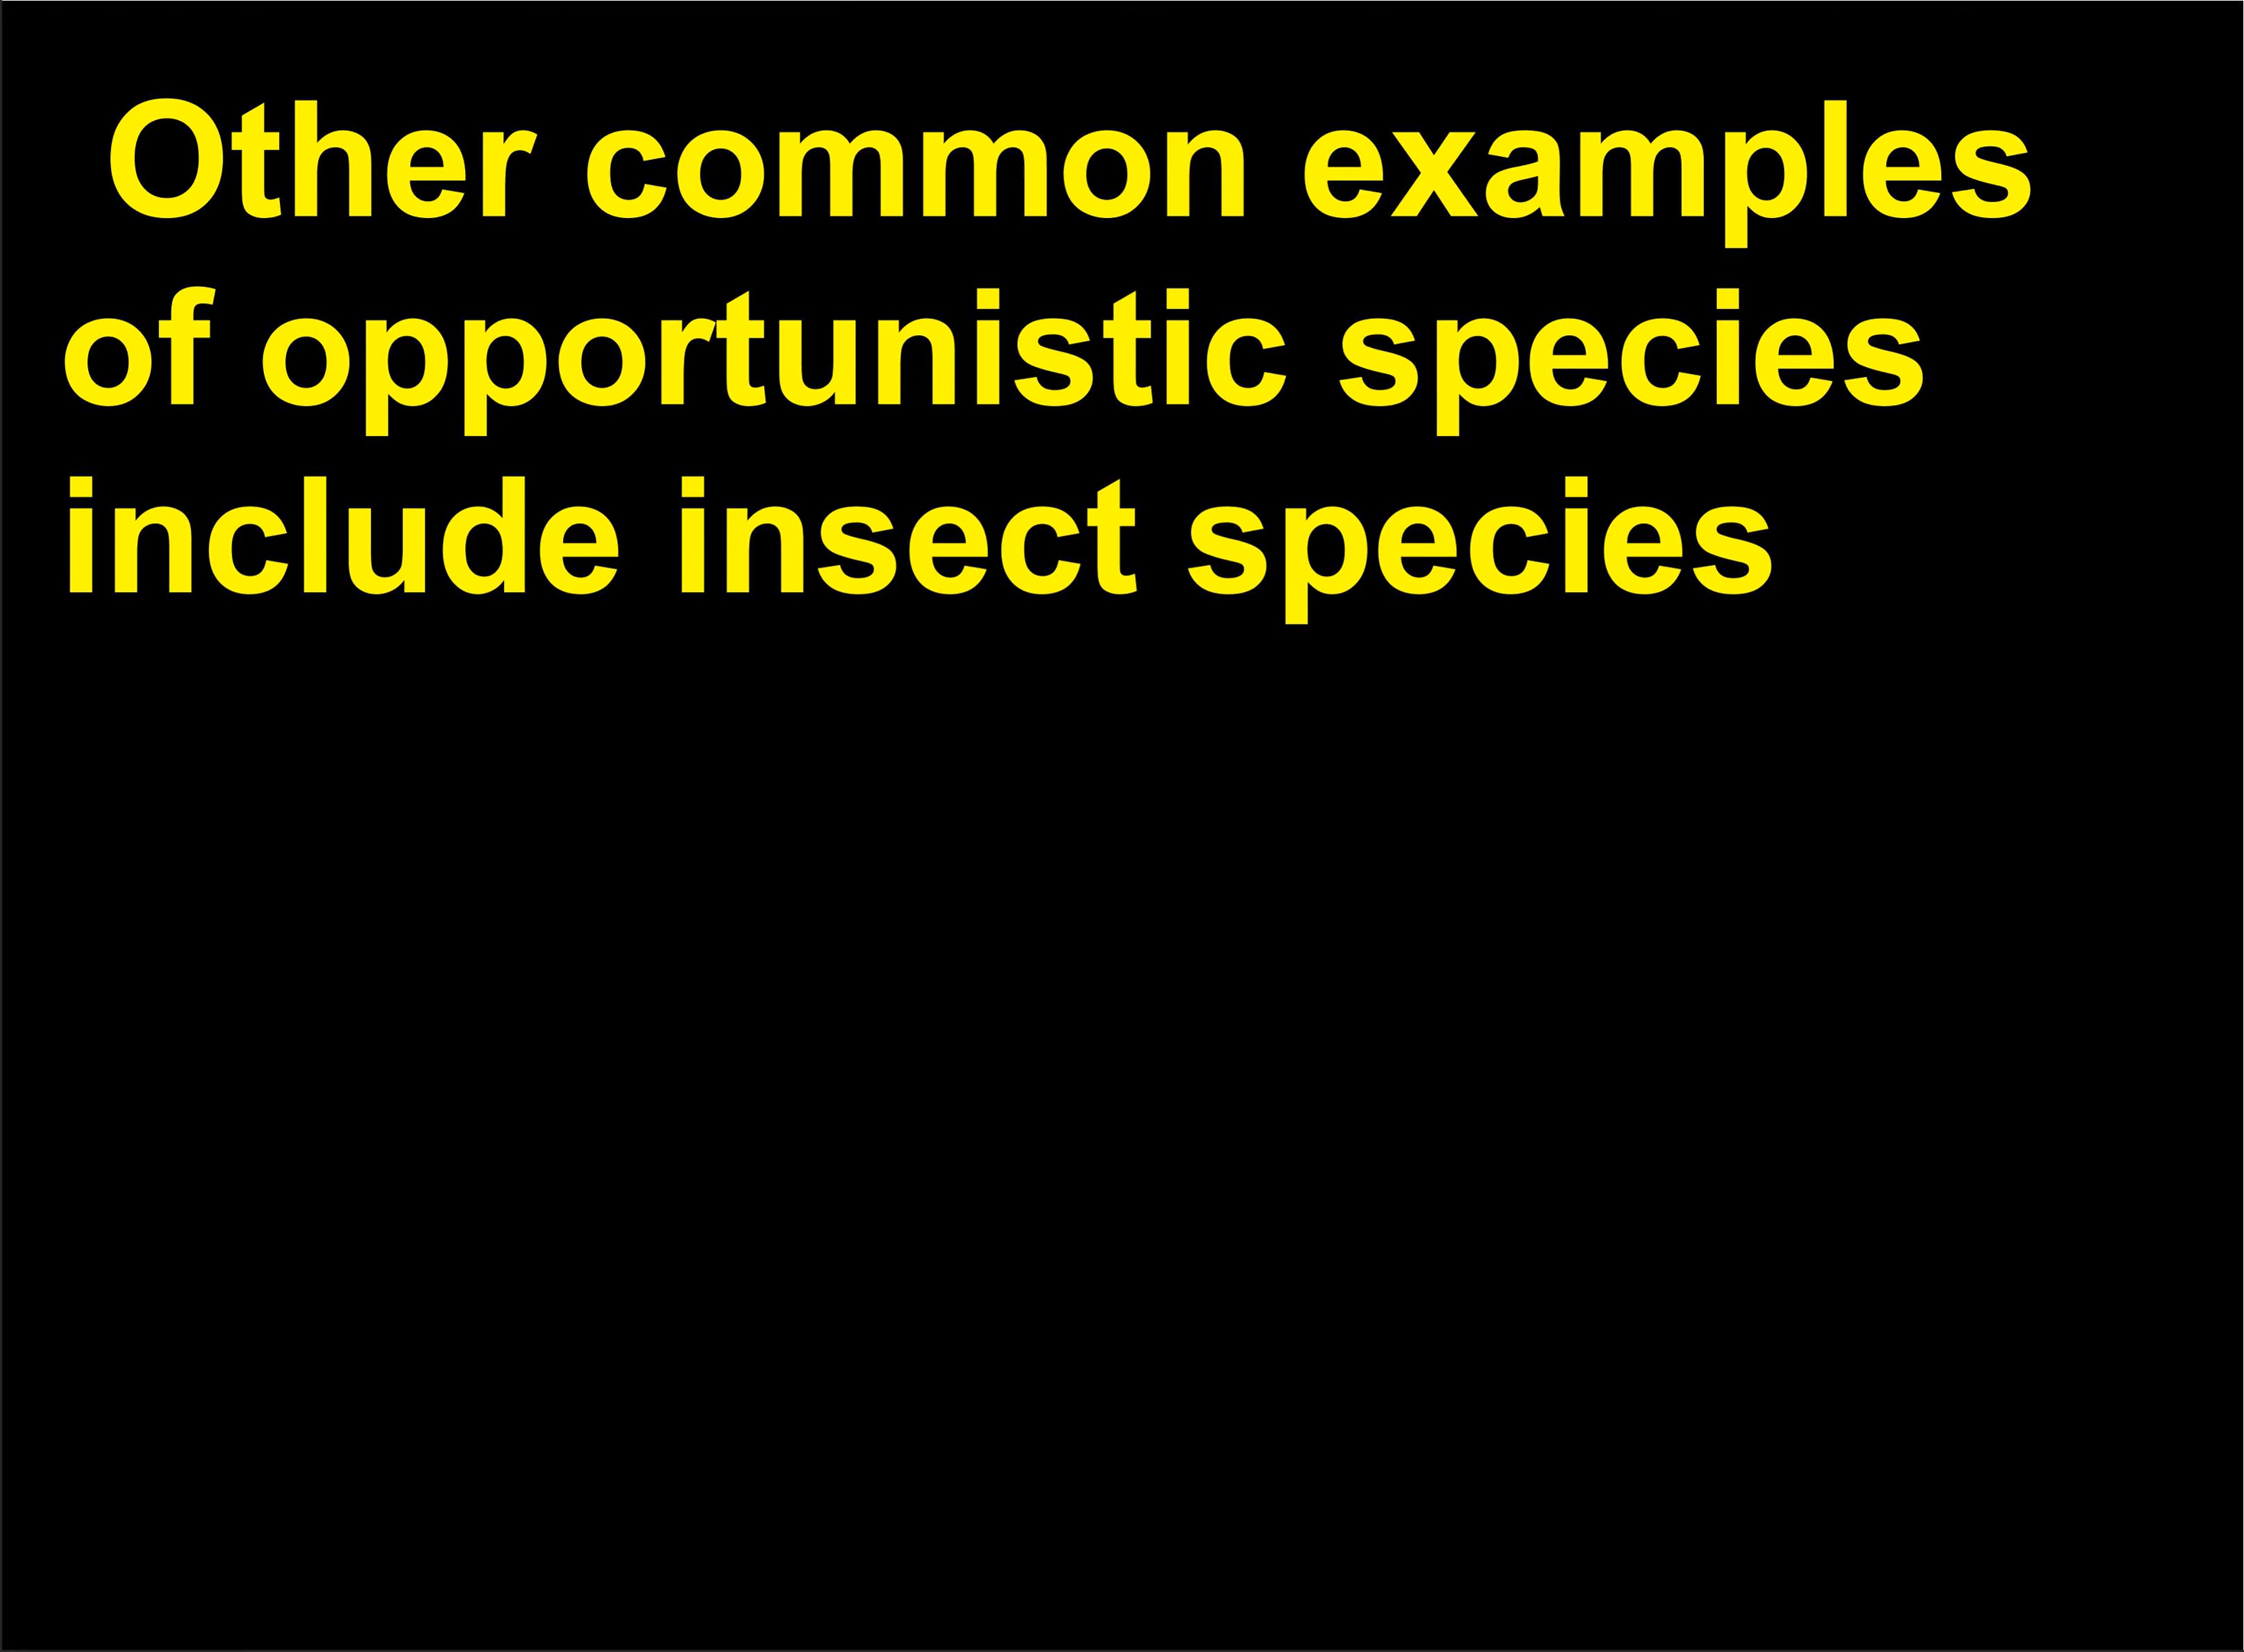 Other common examples
of opportunistic species
include insect species